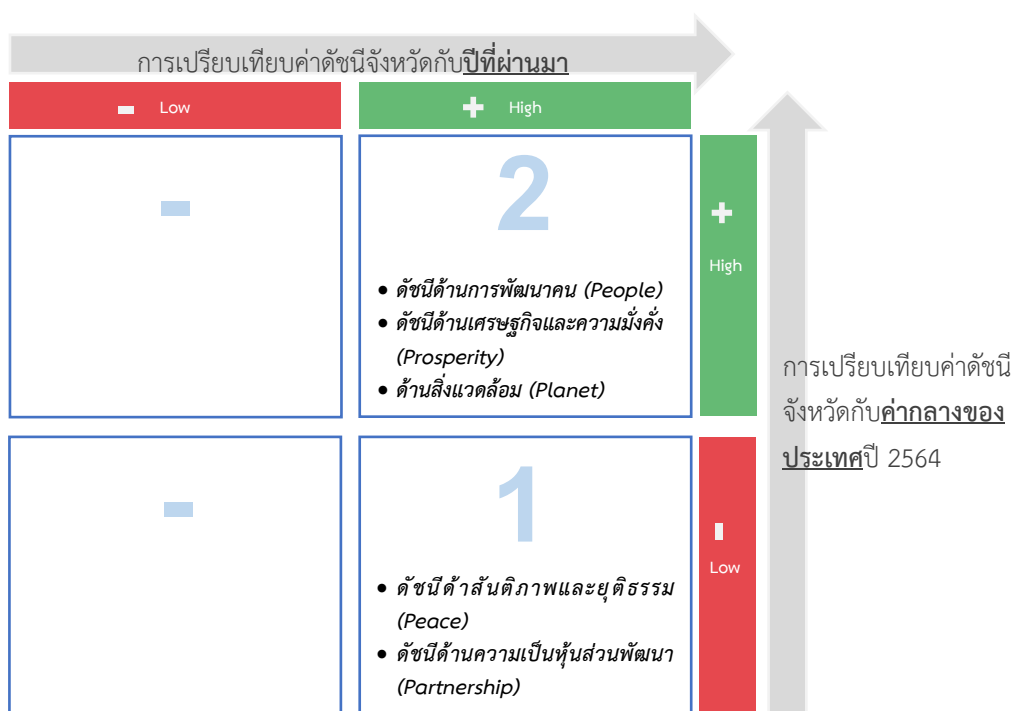 การเปรียบเทียบค่าดัชนีจังหวัดกับปีที่ผ่านมา
- Low
+ High
-
2
• ดัชนีด้านการพัฒนาคน (People)
• ดัชนีด้านเศรษฐกิจและความมั่งคั่ง
(Prosperity)
• ด้านสิ่งแวดล้อม (Planet)
+
High
การเปรียบเทียบค่าดัชนี
จังหวัดกับค่ากลางของ
ประเทศปี 2564
-
1
• ดัชนีด้าสันติภาพและยุติธรรม
(Peace)
• ดัชนีด้านความเป็นหุ้นส่วนพัฒนา
(Partnership)
-
Low